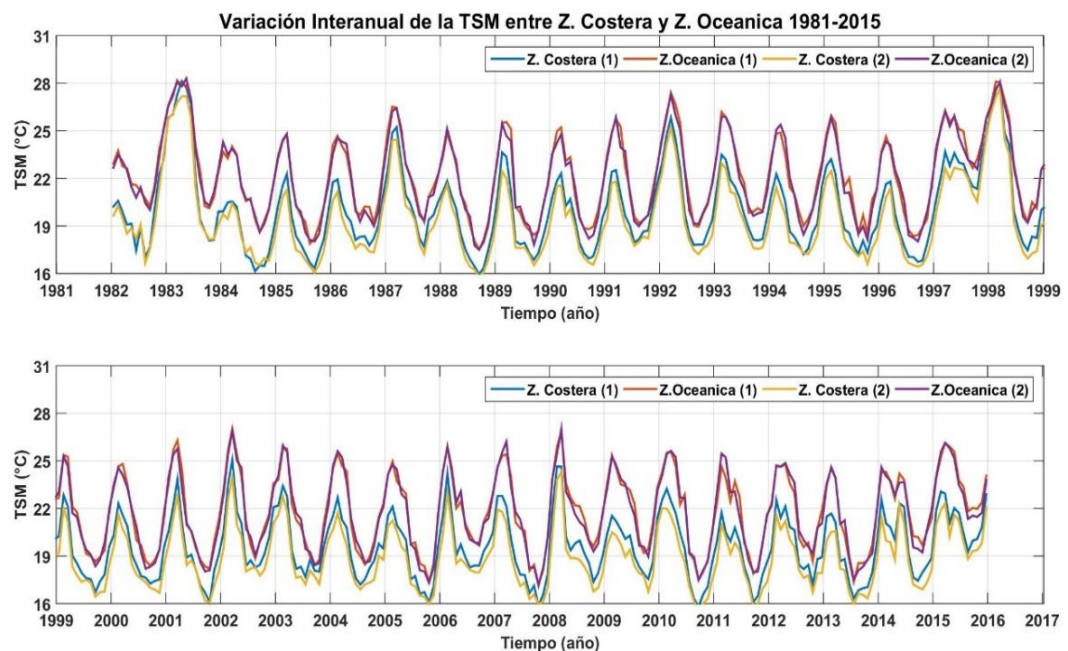 Variación Interanual de la TSM entre Z. Costera y Z. Oceanica 1981-2015
Z. Costera (1) Z.Oceanica (1) Z. Costera (2) Z.Oceanica (2)
TSM (°C)
31
28
25
22
19
16
1981 1982 1983 1984 1985 1986 1987 1988 1989 1990 1991 1992 1993 1994 1995 1996 1997 1998 1999
Tiempo (año)
Z. Costera (1) Z.Oceanica (1) Z. Costera (2) Z.Oceanica (2)
TSM (°C)
31
28
25
22
19
16
1999 2000 2001 2002 2003 2004 2005 2006 2007 2008 2009 2010 2011 2012 2013 2014 2015 2016 2017
Tiempo (año)